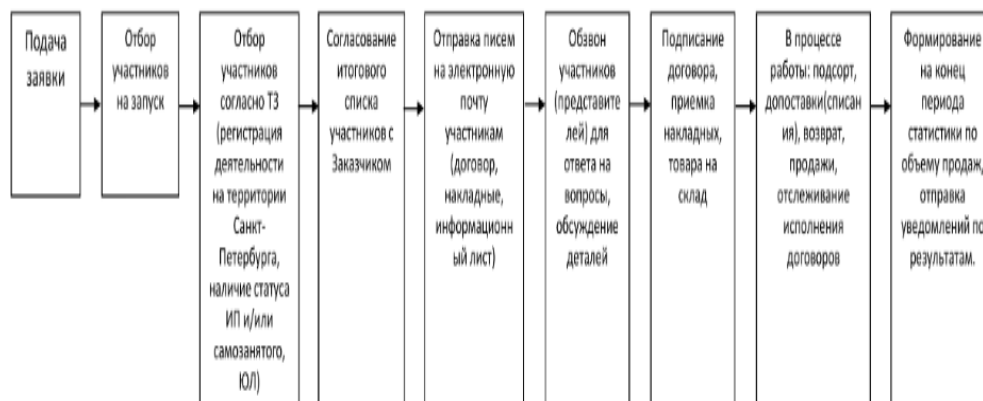 Подача
заявки
Отбор
участников
на запуск
Отбор
участников
согласно ТЗ
(регистрация
деятельности
на территории
Санкт-
Петербурга,
наличие статуса
ИП и/или
самозанятого,
ЮЛ)
Согласование
итогового
списка
участников с
Заказчиком
Отправка писем
на электронную
почту
участникам
(договор,
накладные,
информационн
ый лист)
Обзвон
участников
(представите
лей) для
ответа на
вопросы,
обсуждение
деталей
Подписание
договора,
приемка
накладных,
товара на
склад
В процессе
работы: подсорт,
допоставки(списан
ия), возврат,
продажи,
отслеживание
исполнения
договоров
Формирование
на конец
периода
статистики по
объему продаж,
отправка
уведомлений по
результатам.